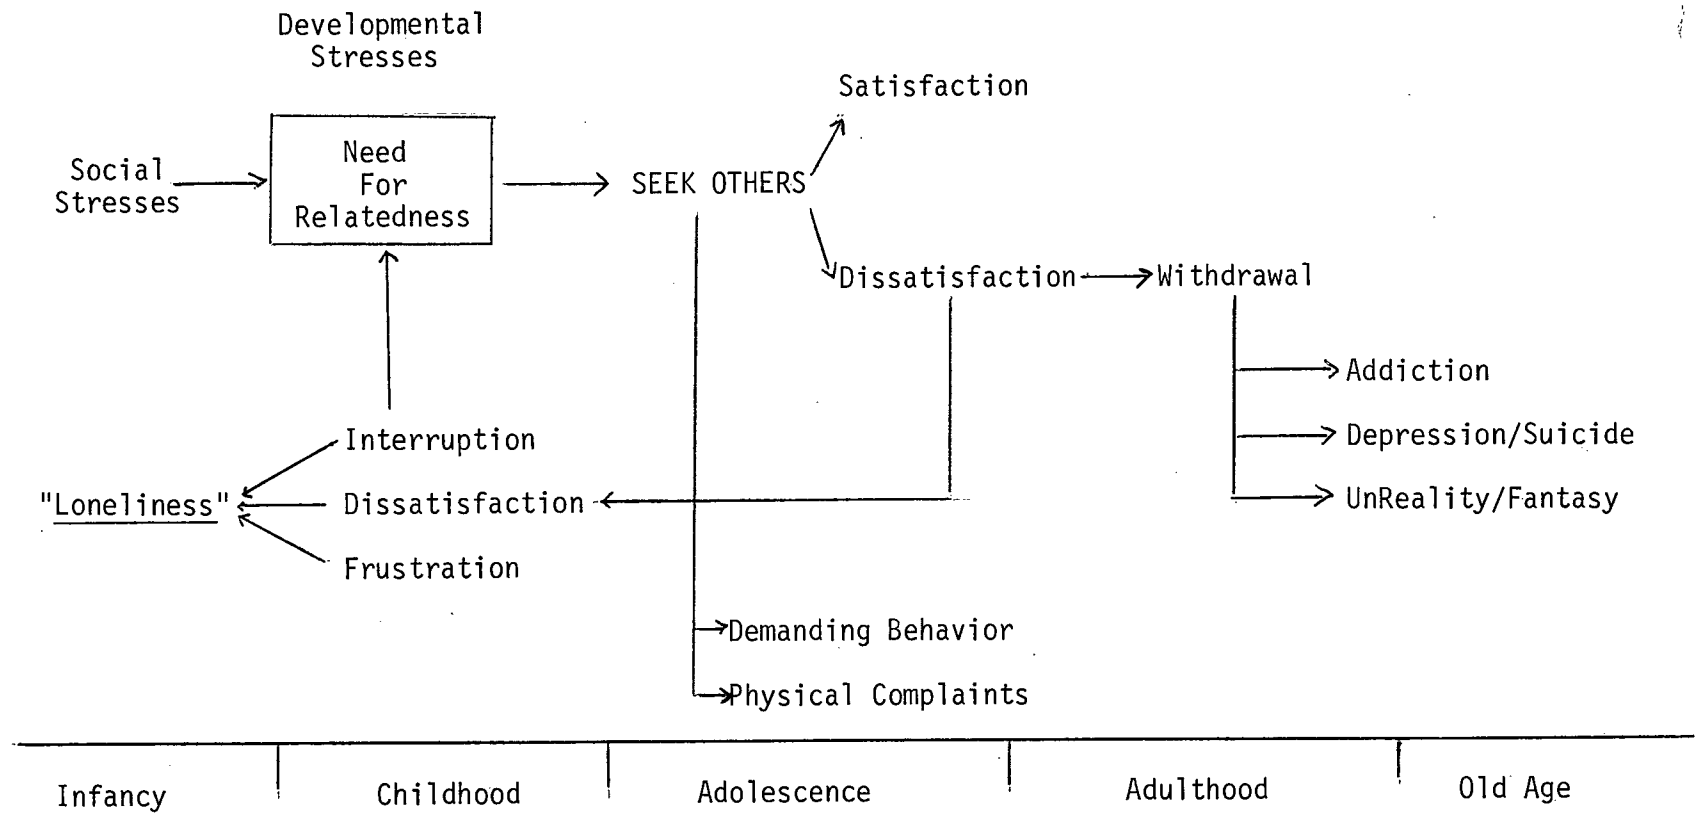 Developmental
Stresses
Satisfaction
Social
Stresses
Need
For
Relatedness
SEEK OTHERS
Dissatisfaction
Withdrawal
Addiction
Depression/Suicide
UnReality/Fantasy
Interruption
"Loneliness"
Dissatisfaction
Frustration
Demanding Behavior
Physical Complaints
Infancy
Childhood
Adolescence
Adulthood
Old Age